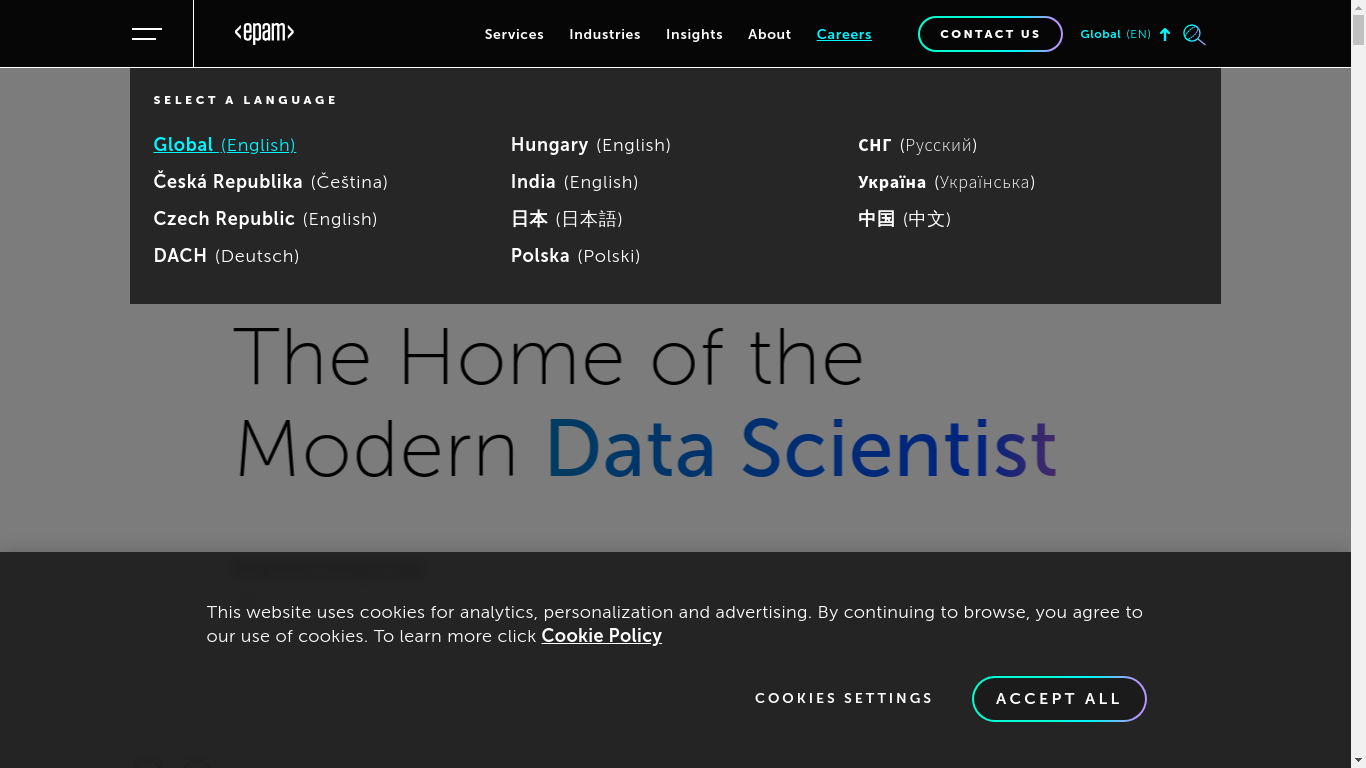 <epam>
Services Industries Insights About Careers CONTACT US Global (EN)
SELECT A LANGUAGE
Global (English)
Česká Republika (Čeština)
Czech Republic (English)
DACH (Deutsch)
Hungary (English)
India (English)
日本 (日本語)
Polska (Polski)
СНГ (Русский)
Україна (Українська)
中国 (中文)
The Home of the
Modern Data Scientist
This website uses cookies for analytics, personalization and advertising. By continuing to browse, you agree to
our use of cookies. To learn more click Cookie Policy
COOKIES SETTINGS ACCEPT ALL